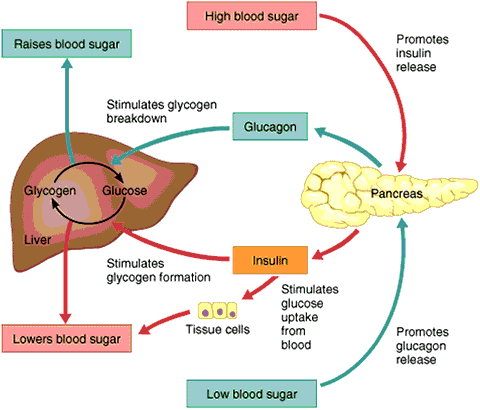 High blood sugar
Raises blood sugar
Promotes
insulin
release
Stimulates glycogen
breakdown
Glucagon
Glycogen
Glucose
Pancreas
Liver
Insulin
Stimulates
glycogen formation
Stimulates
glucose
uptake
from
blood
Tissue cells
Lowers blood sugar
Promotes
glucagon
release
Low blood sugar